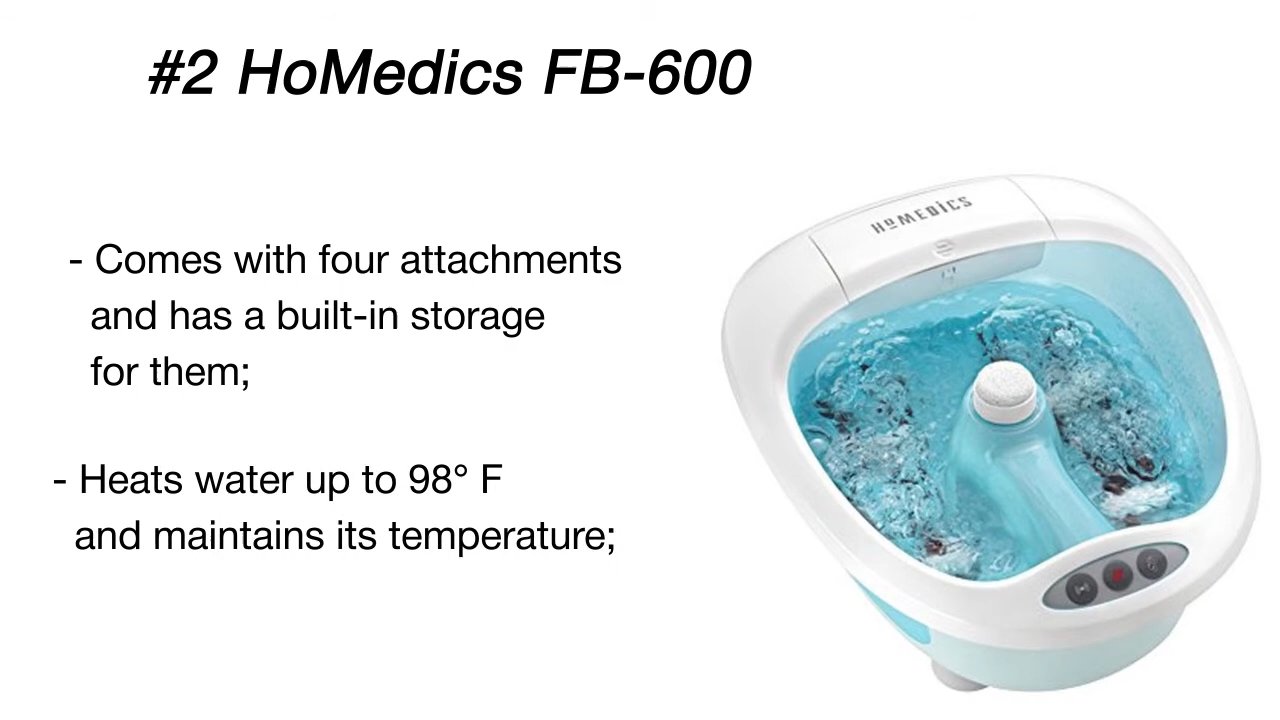 #2 HoMedics FB-600
- Comes with four attachments
and has a built-in storage
for them;
- Heats water up to 98° F
and maintains its temperature;
HOMEDICS